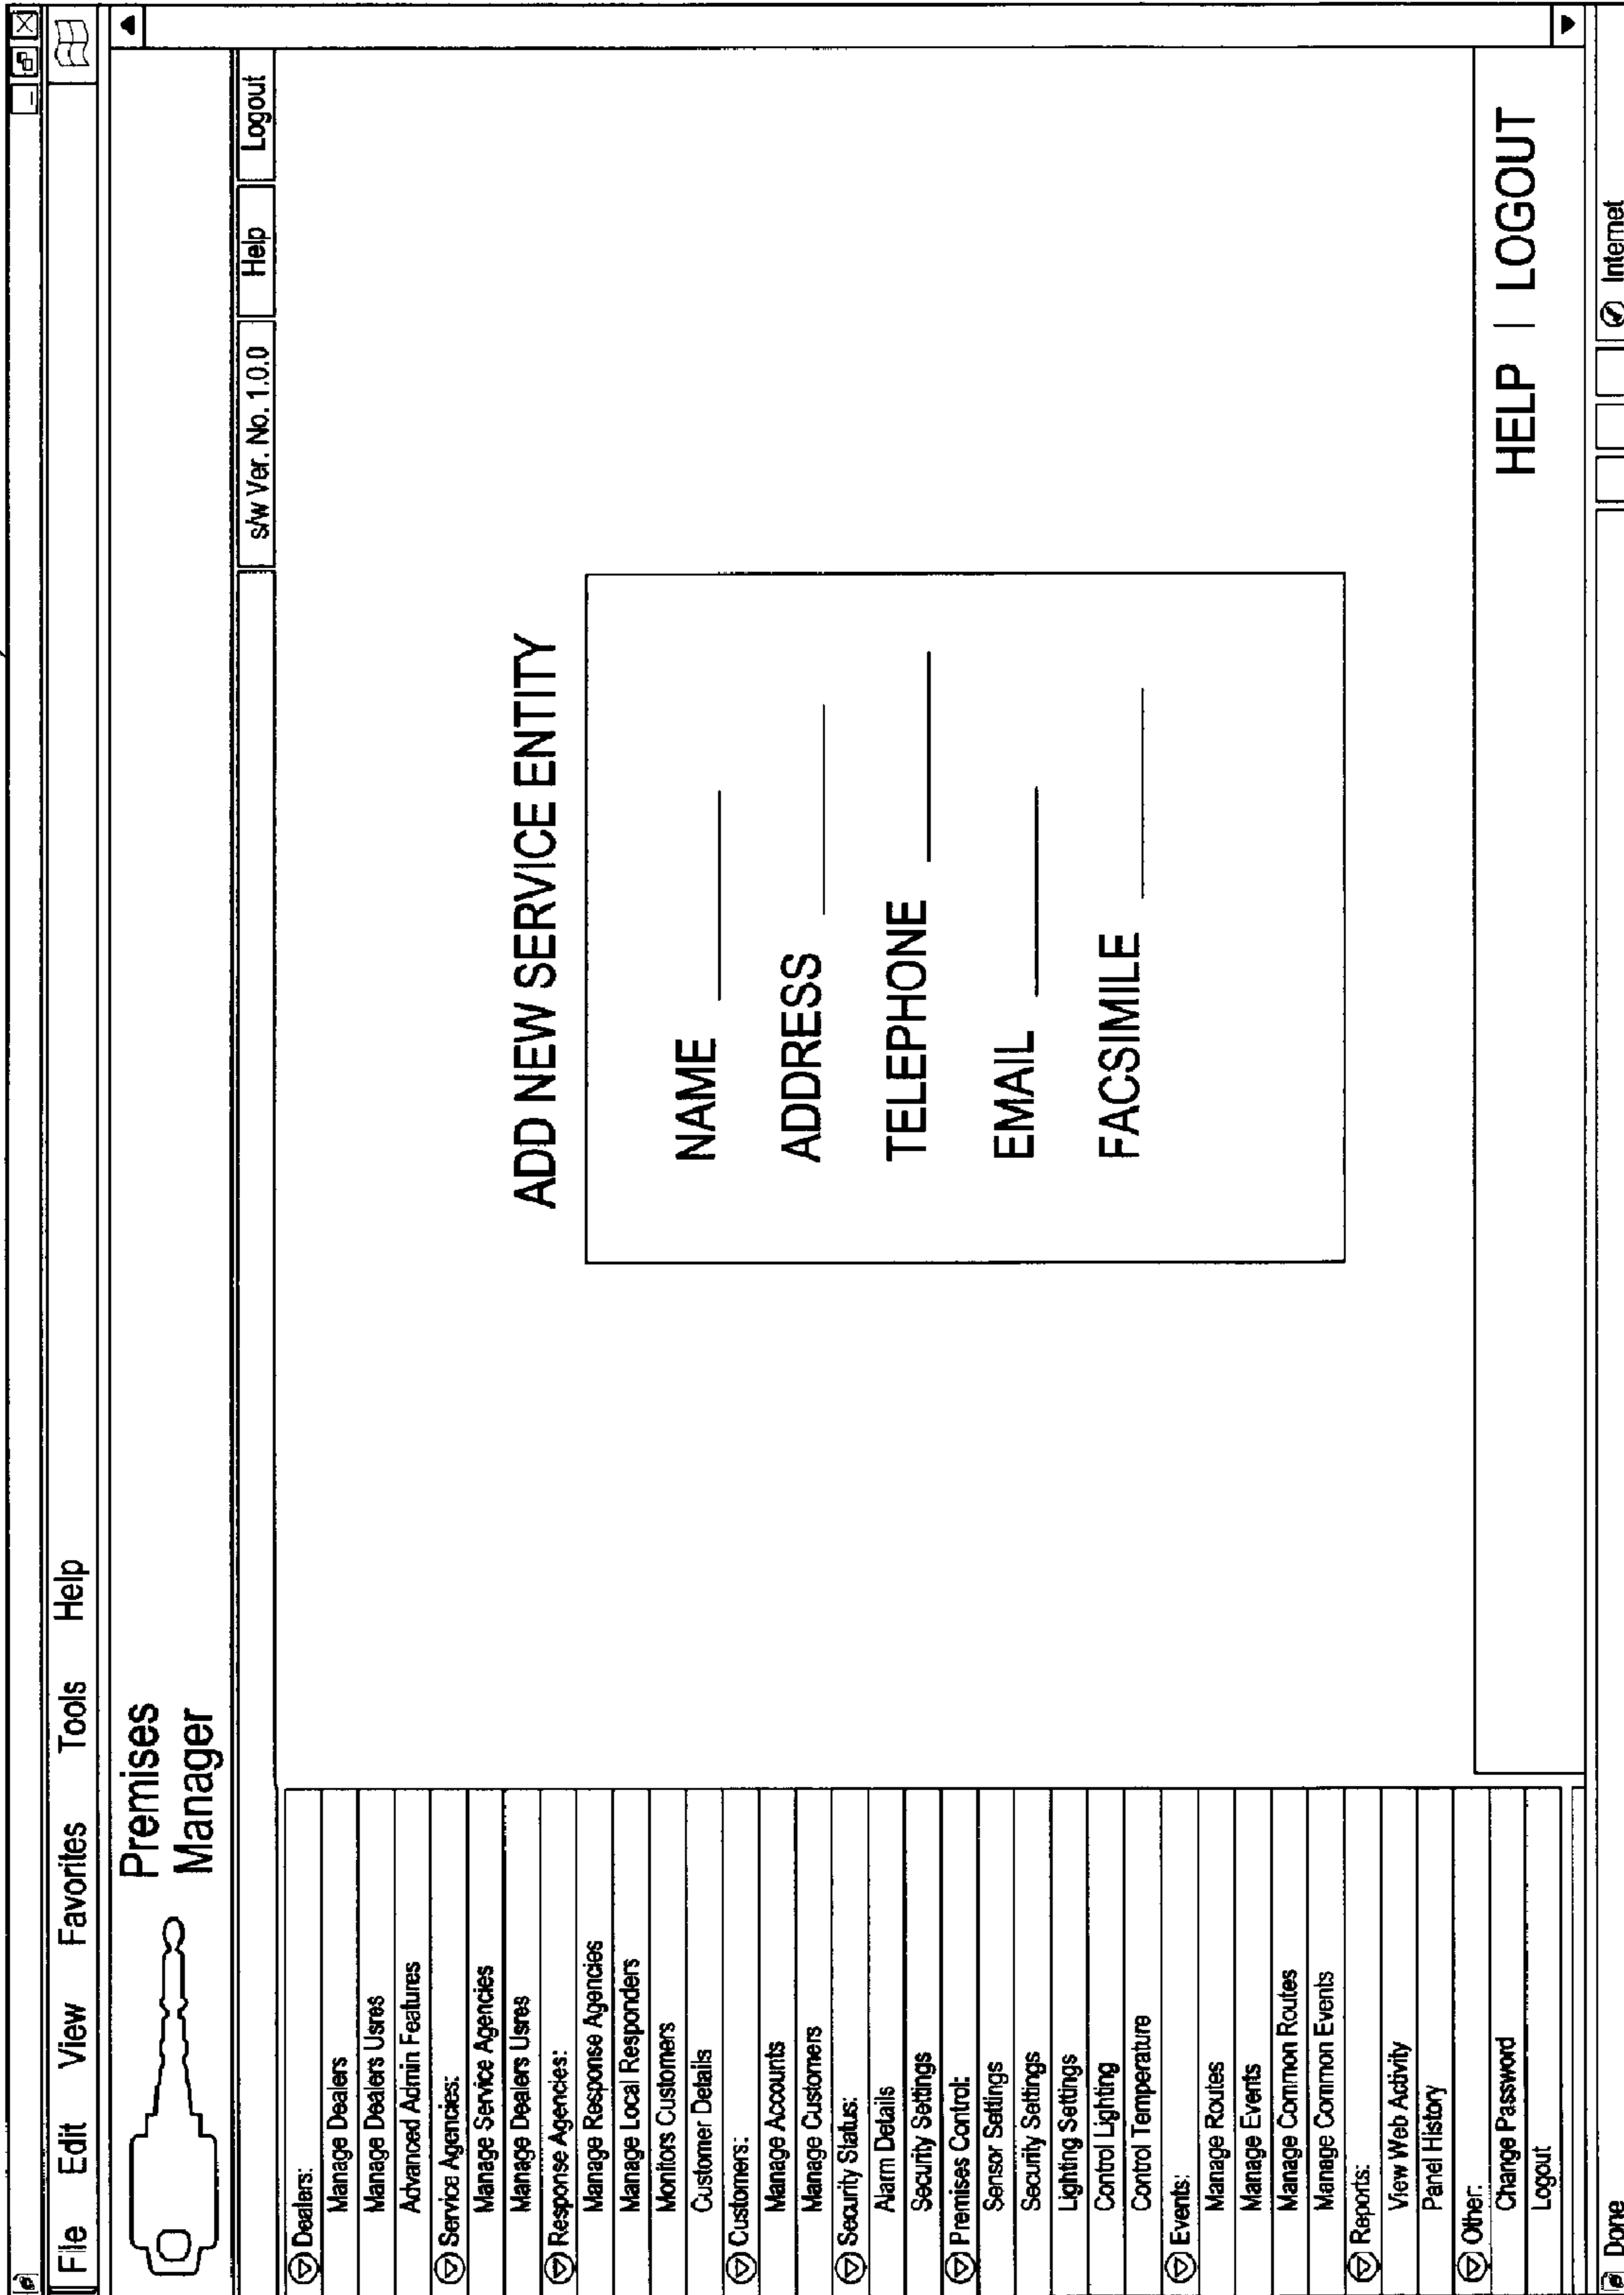 File Edit View Favorites Tools Help
Premises
Manager
s/w Ver. No. 1.0.0 Help Logout
Dealers:
Manage Dealers
Manage Dealers Usres
Advanced Admin Features
Service Agencies:
Manage Service Agencies
Manage Dealers Usres
Response Agencies:
Manage Response Agencies
Manage Local Responders
Monitors Customers
Customer Details
Customers:
Manage Accounts
Manage Customers
Security Status:
Alarm Details
Security Settings
Premises Control:
Sensor Settings
Security Settings
Lighting Settings
Control Lighting
Control Temperature
Events:
Manage Routes
Manage Events
Manage Common Routes
Manage Common Events
Reports:
View Web Activity
Panel History
Other:
Change Password
Logout
ADD NEW SERVICE ENTITY
NAME
ADDRESS
TELEPHONE
EMAIL
FACSIMILE
HELP | LOGOUT
Done
Internet